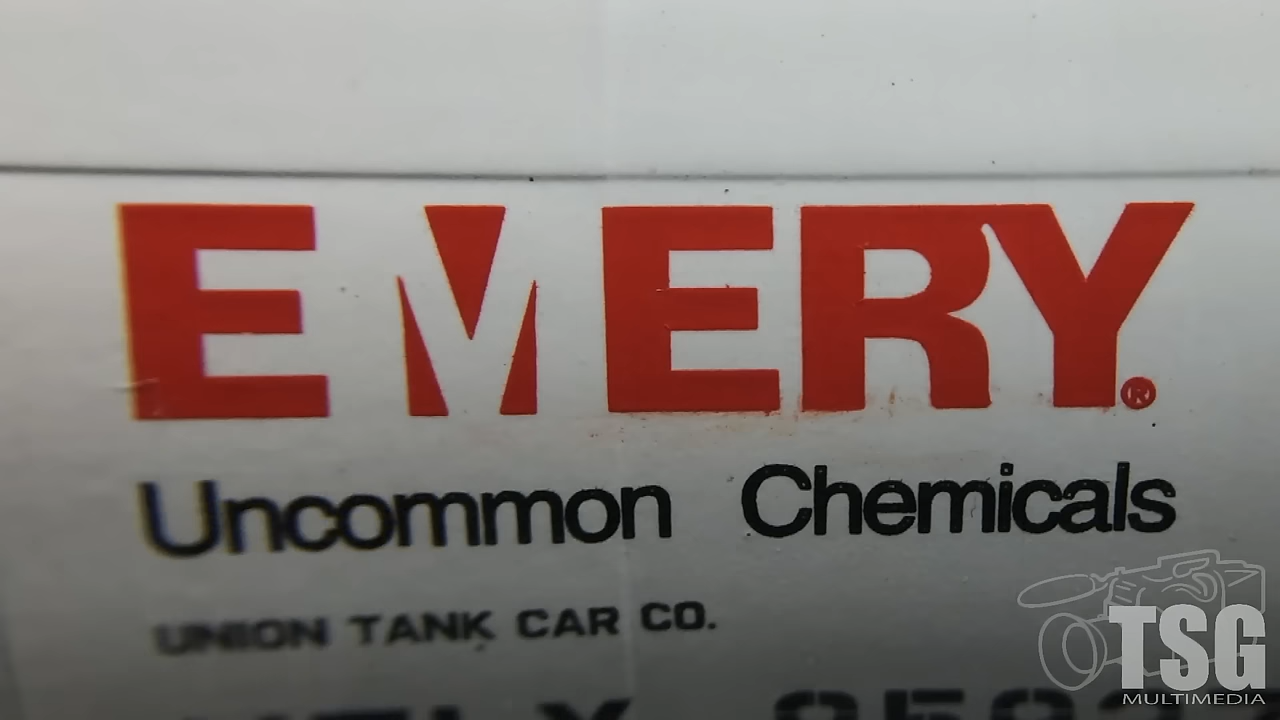 EMERY®
Uncommon Chemicals
UNION TANK CAR CO.
TSG
MULTIMEDIA